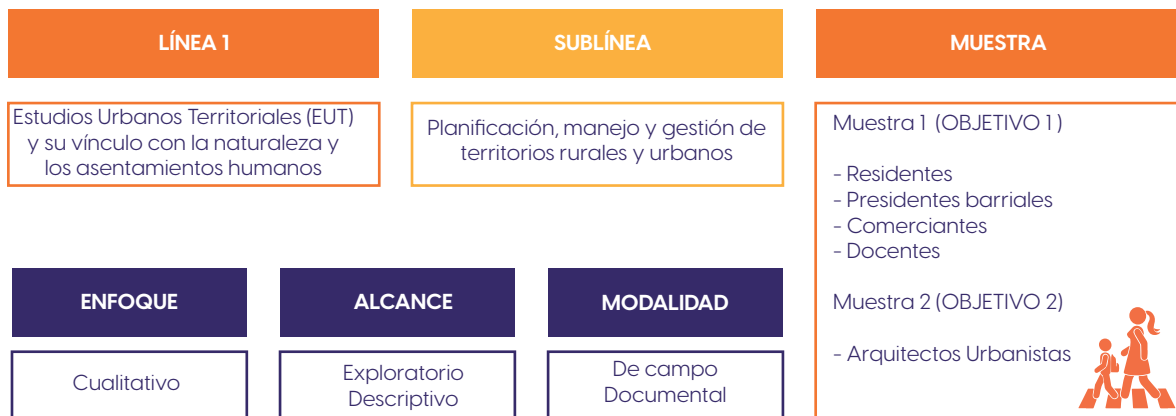 LÍNEA 1
Estudios Urbanos Territoriales (EUT)
y su vínculo con la naturaleza y
los asentamientos humanos
SUBLÍNEA
Planificación, manejo y gestión de
territorios rurales y urbanos
MUESTRA
Muestra 1 (OBJETIVO 1)
- Residentes
- Presidentes barriales
- Comerciantes
- Docentes
Muestra 2 (OBJETIVO 2)
- Arquitectos Urbanistas
ENFOQUE
Cualitativo
ALCANCE
Exploratorio
Descriptivo
MODALIDAD
De campo
Documental